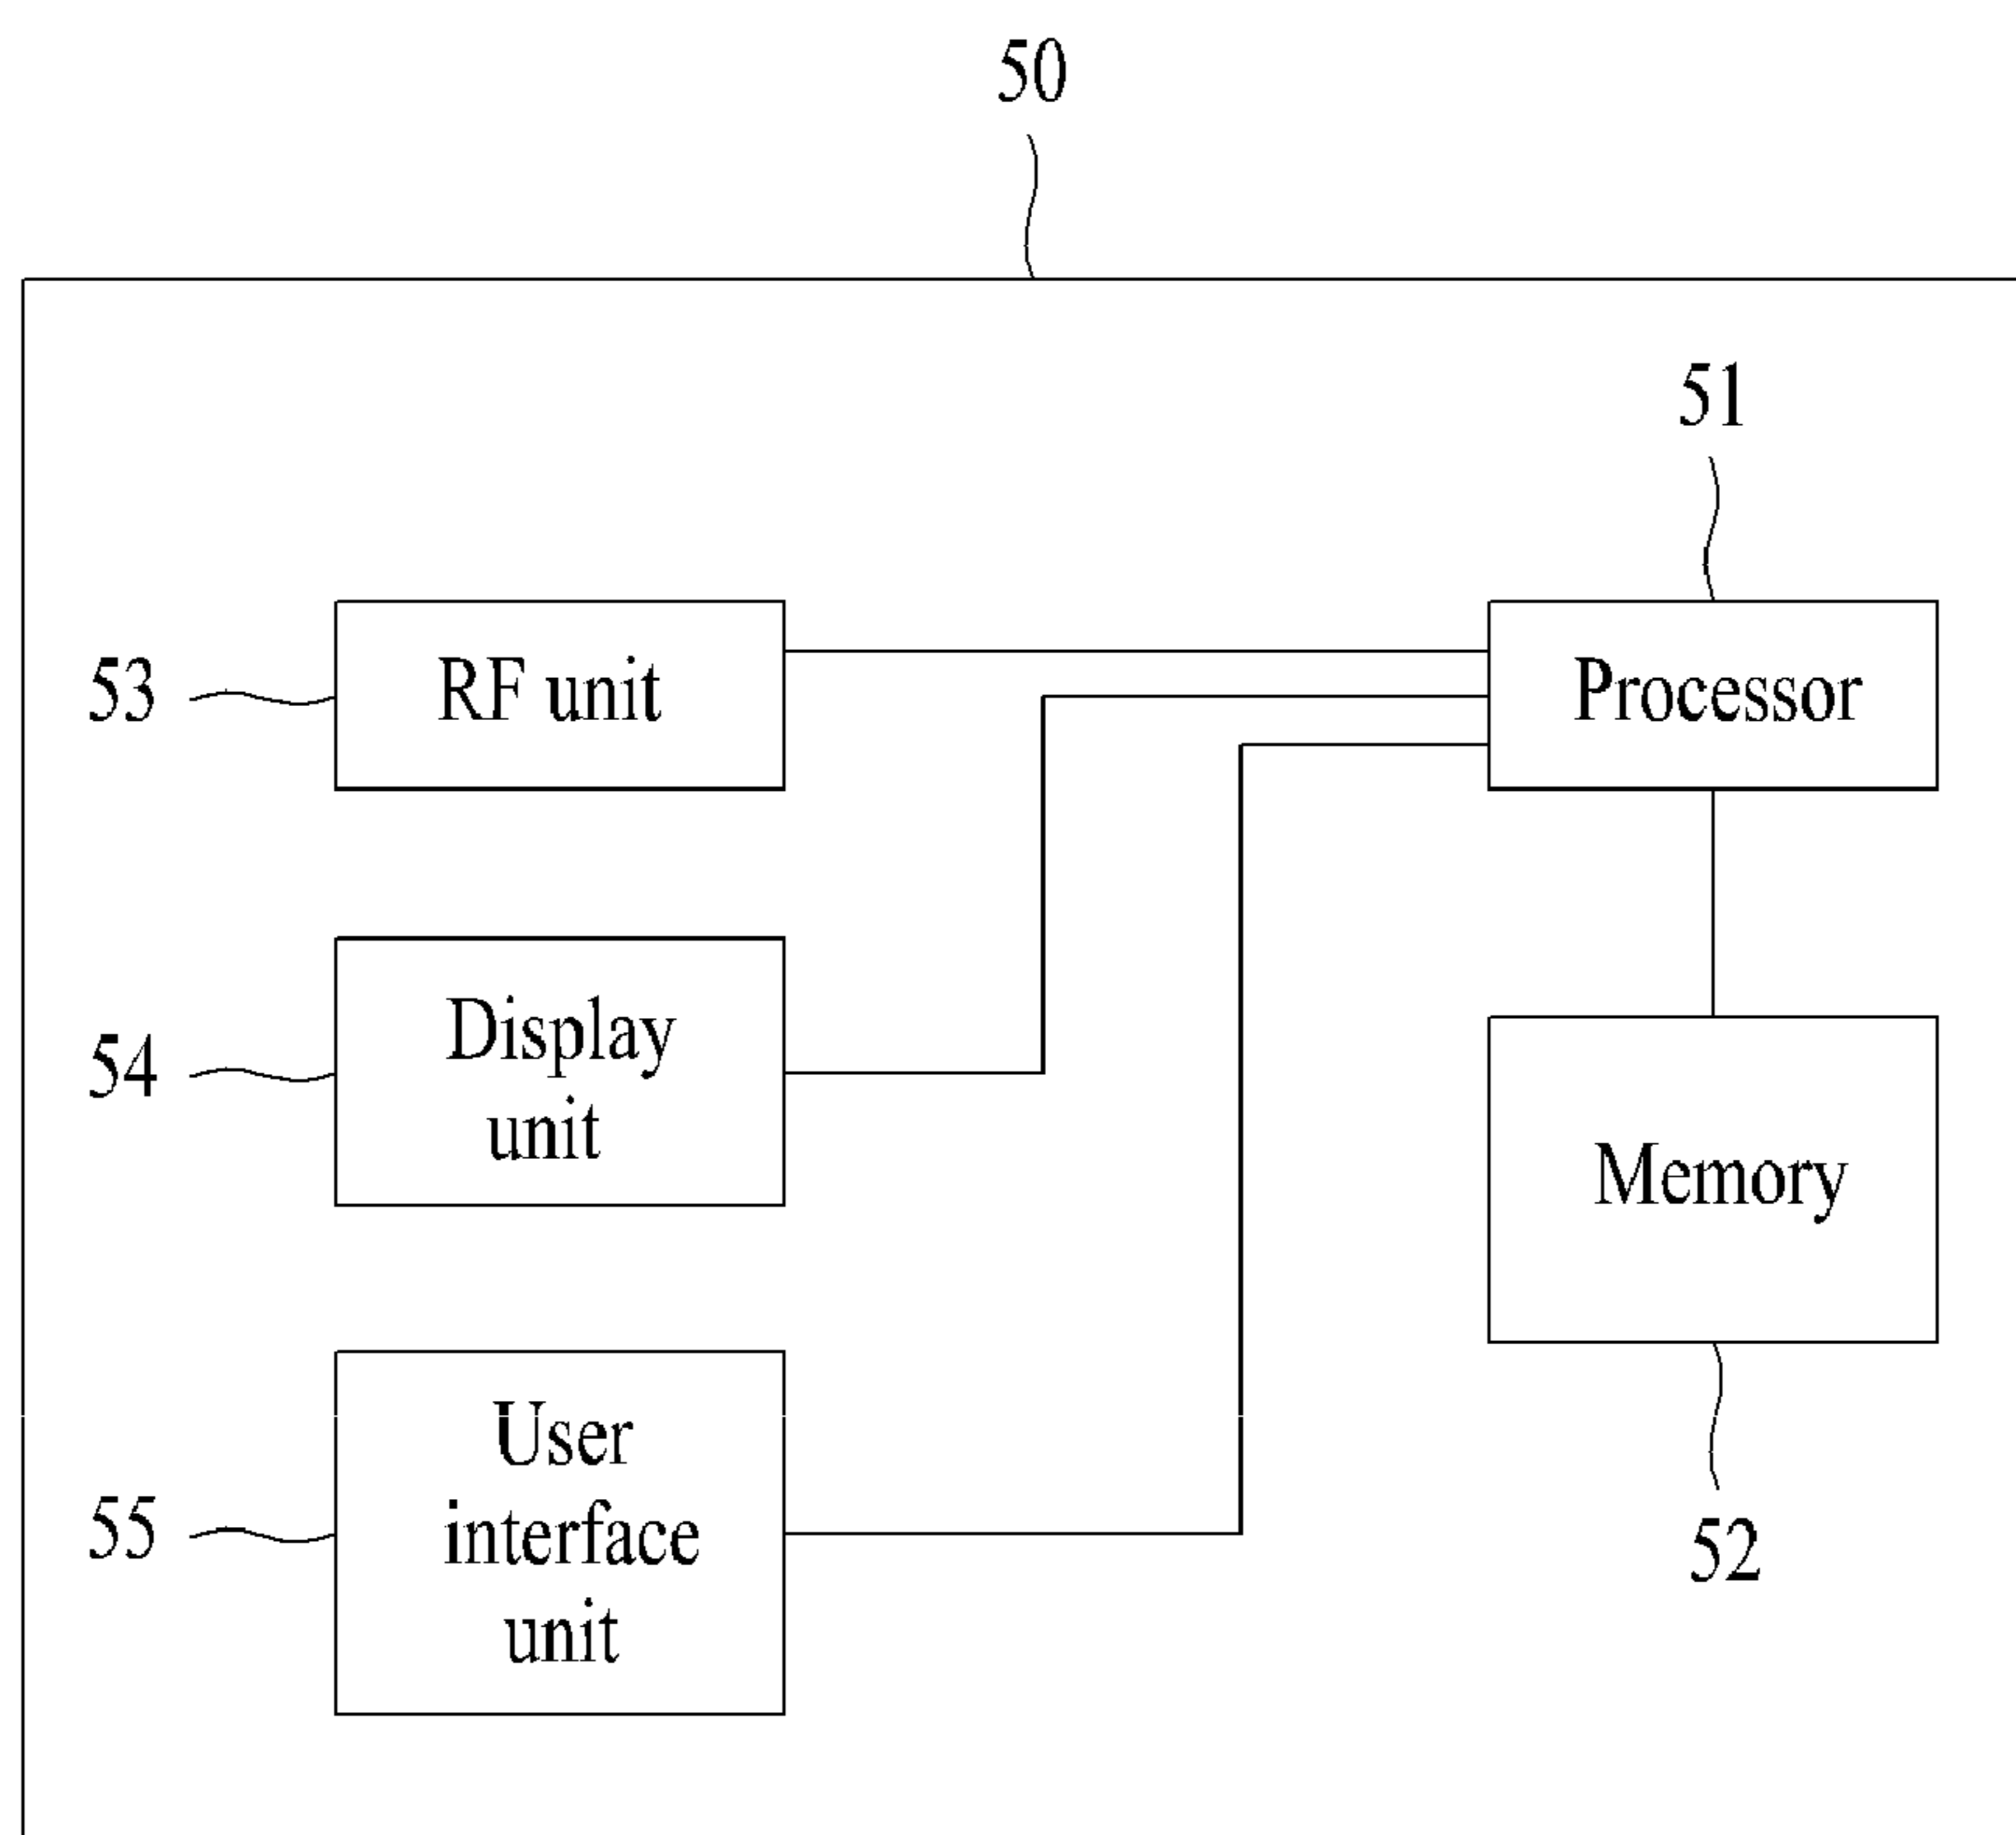 50
51
53
RF unit
Processor
54
Display
unit
Memory
55
User
interface
unit
52